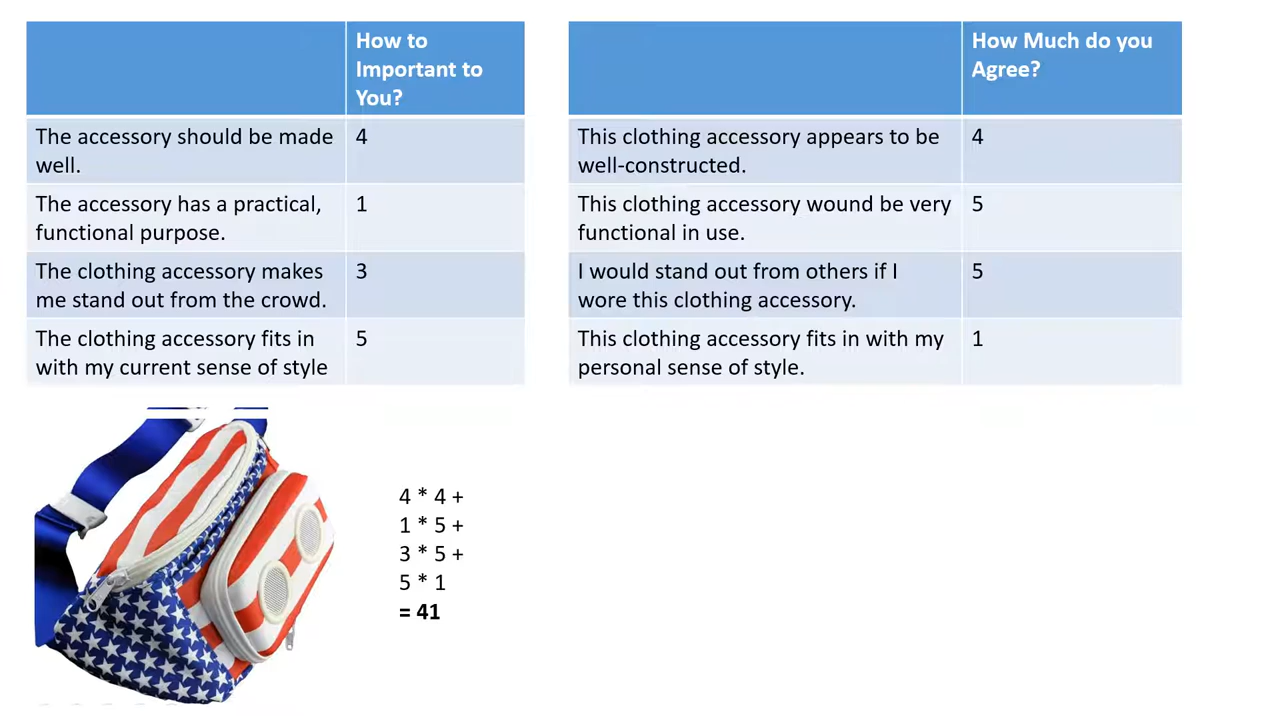 How to
Important to
You?
The accessory should be made
well.
4
The accessory has a practical,
functional purpose.
1
The clothing accessory makes
me stand out from the crowd.
3
The clothing accessory fits in
with my current sense of style
5
How Much do you
Agree?
This clothing accessory appears to be
well-constructed.
4
This clothing accessory wound be very
functional in use.
5
I would stand out from others if I
wore this clothing accessory.
5
This clothing accessory fits in with my
personal sense of style.
1
4 * 4 +
1 * 5 +
3 * 5 +
5 * 1
= 41